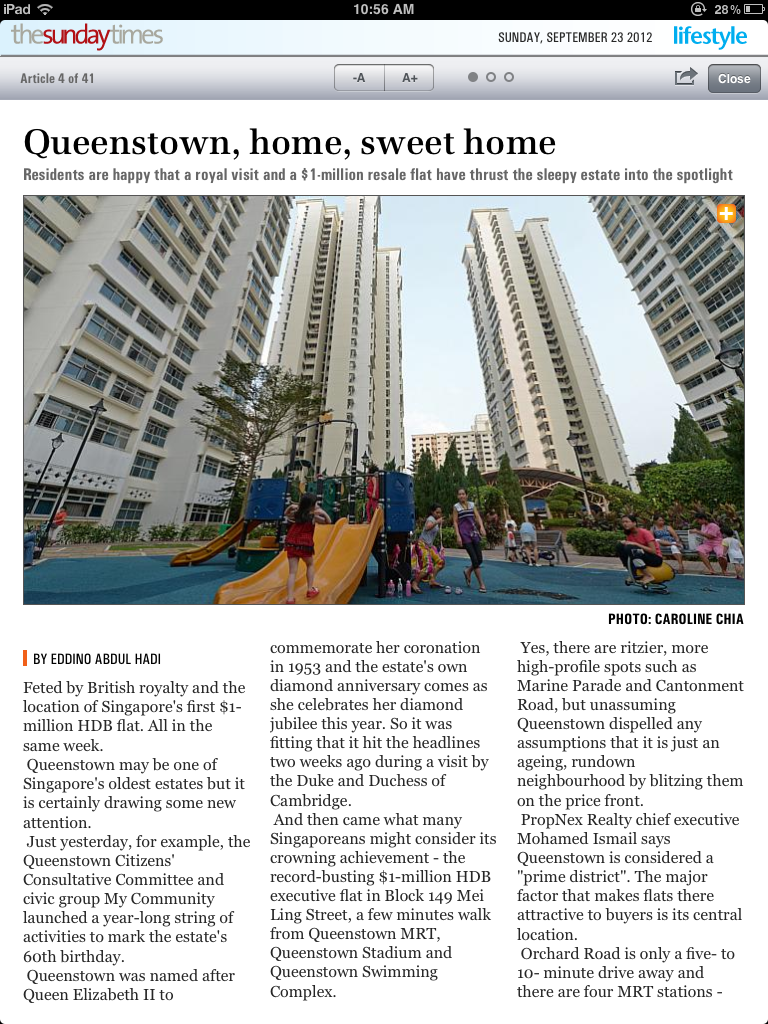 iPad
10:56 AM
28%
thesundaytimes
SUNDAY, SEPTEMBER 23 2012
lifestyle
Article 4 of 41
-A
A+
Close
Queenstown, home, sweet home
Residents are happy that a royal visit and a $1-million resale flat have thrust the sleepy estate into the spotlight
PHOTO: CAROLINE CHIA
BY EDDINO ABDUL HADI
Feted by British royalty and the
location of Singapore's first $1-
million HDB flat. All in the
same week.
Queenstown may be one of
Singapore's oldest estates but it
is certainly drawing some new
attention.
Just yesterday, for example, the
Queenstown Citizens'
Consultative Committee and
civic group My Community
launched a year-long string of
activities to mark the estate's
60th birthday.
Queenstown was named after
Queen Elizabeth II to
commemorate her coronation
in 1953 and the estate's own
diamond anniversary comes as
she celebrates her diamond
jubilee this year. So it was
fitting that it hit the headlines
two weeks ago during a visit by
the Duke and Duchess of
Cambridge.
And then came what many
Singaporeans might consider its
crowning achievement - the
record-busting $1-million HDB
executive flat in Block 149 Mei
Ling Street, a few minutes walk
from Queenstown MRT,
Queenstown Stadium and
Queenstown Swimming
Complex.
Yes, there are ritzier, more
high-profile spots such as
Marine Parade and Cantonment
Road, but unassuming
Queenstown dispelled any
assumptions that it is just an
ageing, rundown
neighbourhood by blitzing them
on the price front.
PropNex Realty chief executive
Mohamed Ismail says
Queenstown is considered a
"prime district". The major
factor that makes flats there
attractive to buyers is its central
location.
Orchard Road is only a five- to
10- minute drive away and
there are four MRT stations -